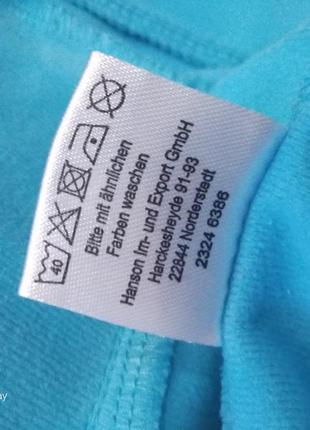 40
Bitte mit ähnlichen
Farben waschen
Hanson Im- und Export GmbH
Harckesheyde 91-93
22844 Norderstedt
2324 6386